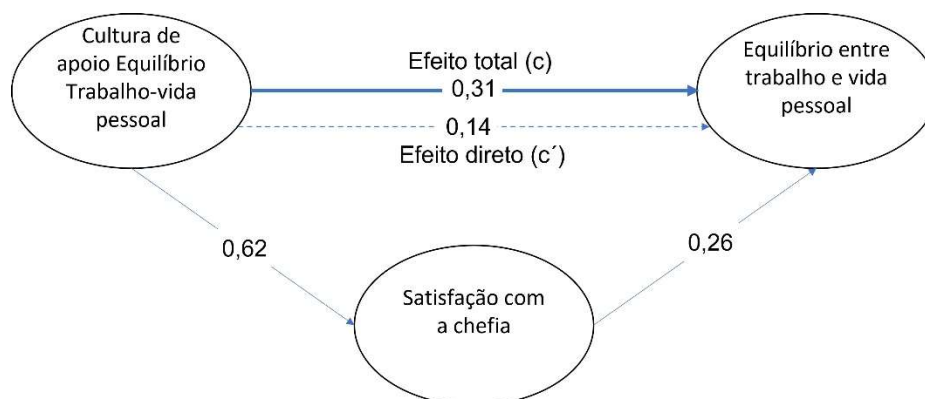 Cultura de
apoio Equilíbrio
Trabalho-vida
pessoal
Efeito total (c)
0,31
0,14
Efeito direto (c´)
Equilíbrio entre
trabalho e vida
pessoal
0,62
0,26
Satisfação com
a chefia